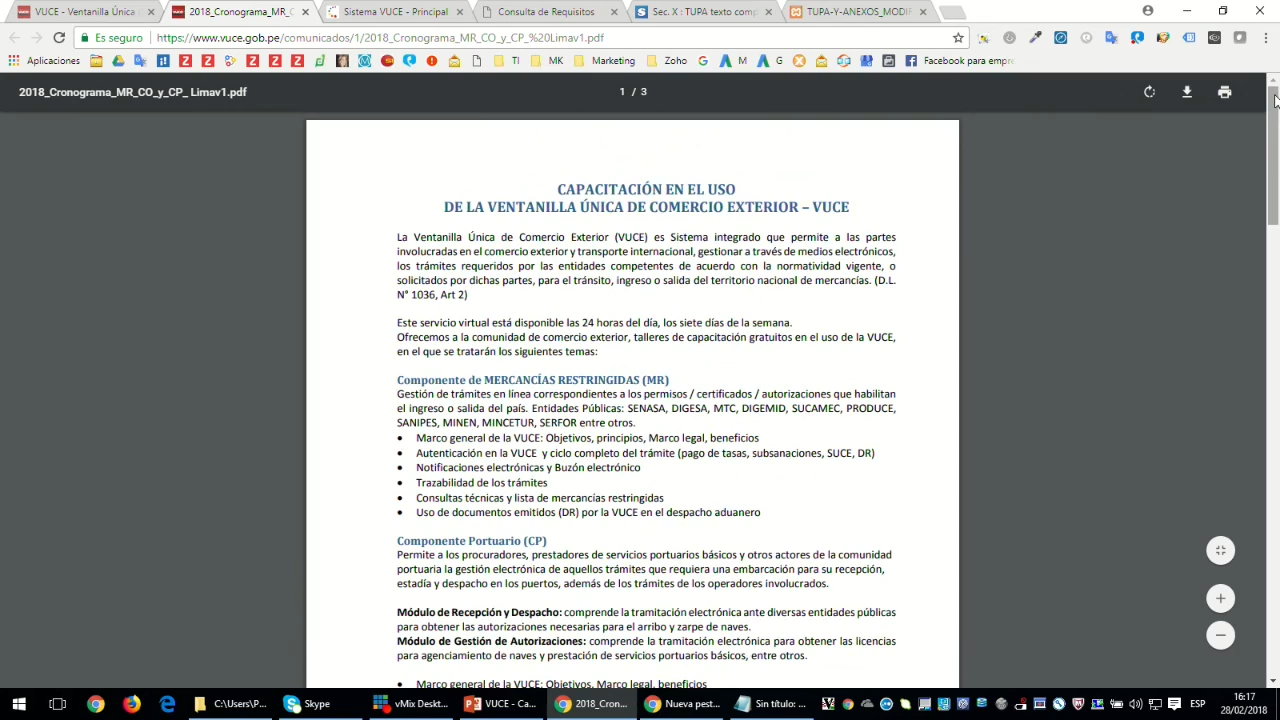 VUCE - Ventanilla Única
2018_Cronograma_MR_C
Sistema VUCE - Principal
Consulta de Requisitos
Sec. X : TUPA texto comp
TUPA-Y-ANEXOS_MODIF
Es seguro
https://www.vuce.gob.pe/comunicados/1/2018_Cronograma_MR_CO_y_CP_%20Limav1.pdf
Aplicaciones
TI
MK
Marketing
Zoho
M
G
Facebook para empre
2018_Cronograma_MR_CO_y_CP_ Limav1.pdf
1 / 3
CAPACITACIÓN EN EL USO
DE LA VENTANILLA ÚNICA DE COMERCIO EXTERIOR – VUCE
La Ventanilla Única de Comercio Exterior (VUCE) es Sistema integrado que permite a las partes
involucradas en el comercio exterior y transporte internacional, gestionar a través de medios electrónicos,
los trámites requeridos por las entidades competentes de acuerdo con la normatividad vigente, o
solicitados por dichas partes, para el tránsito, ingreso o salida del territorio nacional de mercancías. (D.L.
N° 1036, Art 2)
Este servicio virtual está disponible las 24 horas del día, los siete días de la semana.
Ofrecemos a la comunidad de comercio exterior, talleres de capacitación gratuitos en el uso de la VUCE,
en el que se tratarán los siguientes temas:
Componente de MERCANCÍAS RESTRINGIDAS (MR)
Gestión de trámites en línea correspondientes a los permisos / certificados / autorizaciones que habilitan
el ingreso o salida del país. Entidades Públicas: SENASA, DIGESA, MTC, DIGEMID, SUCAMEC, PRODUCE,
SANIPES, MINEN, MINCETUR, SERFOR entre otros.
• Marco general de la VUCE: Objetivos, principios, Marco legal, beneficios
• Autenticación en la VUCE y ciclo completo del trámite (pago de tasas, subsanaciones, SUCE, DR)
• Notificaciones electrónicas y Buzón electrónico
• Trazabilidad de los trámites
• Consultas técnicas y lista de mercancías restringidas
• Uso de documentos emitidos (DR) por la VUCE en el despacho aduanero
Componente Portuario (CP)
Permite a los procuradores, prestadores de servicios portuarios básicos y otros actores de la comunidad
portuaria la gestión electrónica de aquellos trámites que requiera una embarcación para su recepción,
estadía y despacho en los puertos, además de los trámites de los operadores involucrados.
Módulo de Recepción y Despacho: comprende la tramitación electrónica ante diversas entidades públicas
para obtener las autorizaciones necesarias para el arribo y zarpe de naves.
Módulo de Gestión de Autorizaciones: comprende la tramitación electrónica para obtener las licencias
para agenciamiento de naves y prestación de servicios portuarios básicos, entre otros.
• Marco general de la VUCE: Objetivos, Marco legal, beneficios
C:\Users\P...
Skype
vMix Deskt...
VUCE - Ca...
2018_Cron...
Nueva pest...
Sin título: ...
ESP
16:17
28/02/2018